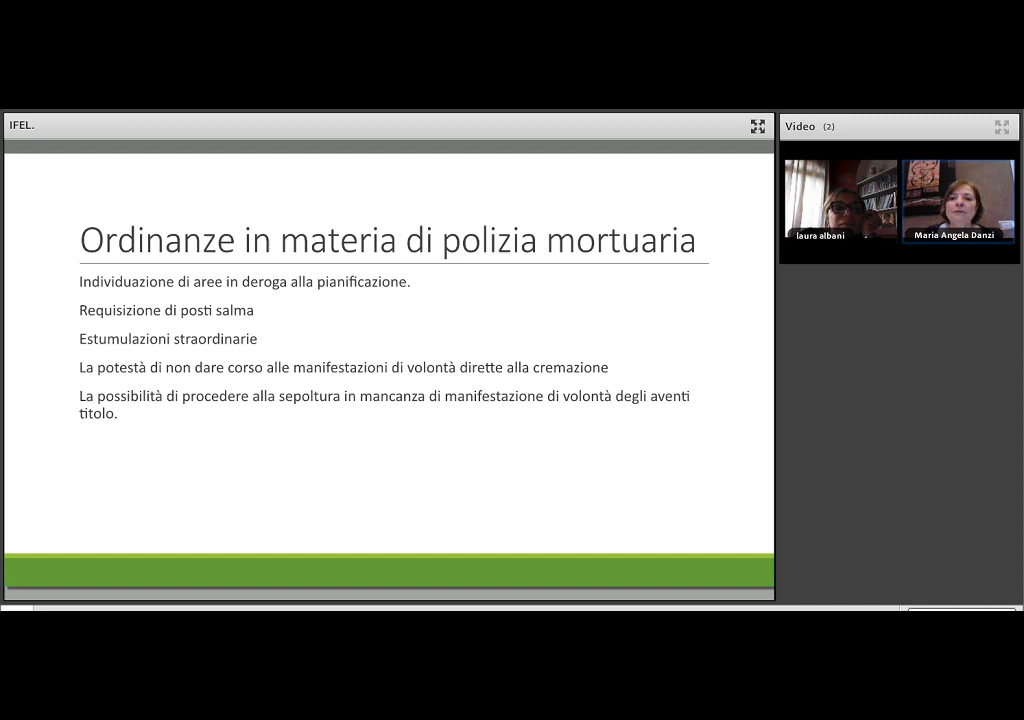 IFEL.
Video (2)
laura albani
Maria Angela Danzi
Ordinanze in materia di polizia mortuaria
Individuazione di aree in deroga alla pianificazione.
Requisizione di posti salma
Estumulazioni straordinarie
La potestà di non dare corso alle manifestazioni di volontà dirette alla cremazione
La possibilità di procedere alla sepoltura in mancanza di manifestazione di volontà degli aventi
titolo.